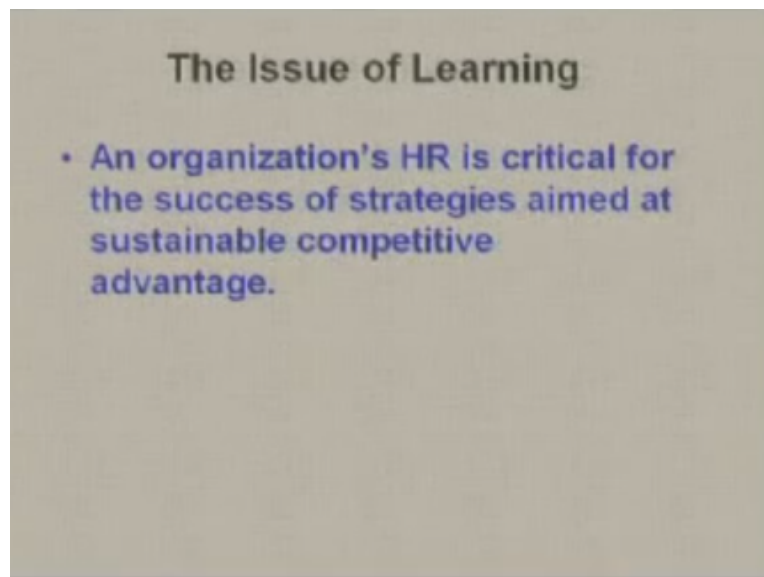 The Issue of Learning
• An organization's HR is critical for
the success of strategies aimed at
sustainable competitive
advantage.